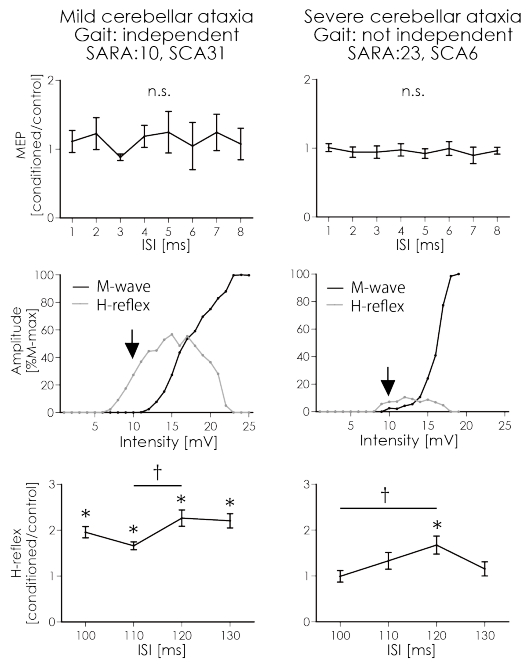 Mild cerebellar ataxia
Gait: independent
SARA:10, SCA31
Severe cerebellar ataxia
Gait: not independent
SARA:23, SCA6
MEP
[conditioned/control]
2
1
0
n.s.
1 2 3 4 5 6 7 8
ISI [ms]
2
1
0
n.s.
1 2 3 4 5 6 7 8
ISI [ms]
Amplitude
[%M-max]
100
80
60
40
20
0
M-wave
H-reflex
5 10 15 20 25
Intensity [mV]
100
80
60
40
20
0
M-wave
H-reflex
5 10 15 20 25
Intensity [mV]
H-reflex
[conditioned/control]
3
2
1
0
†
* * * *
100 110 120 130
ISI [ms]
3
2
1
0
†
*
100 110 120 130
ISI [ms]